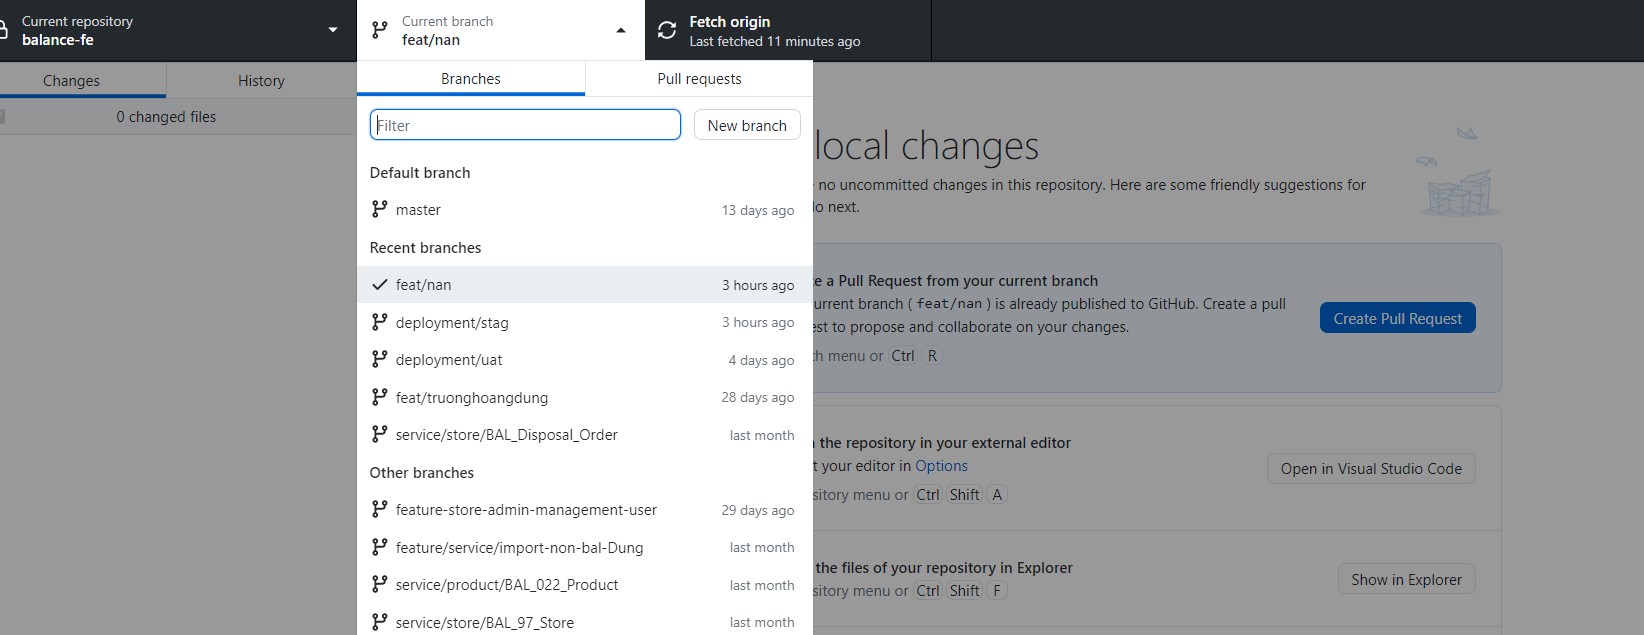 Current repository
balance-fe
Current branch
feat/nan
Fetch origin
Last fetched 11 minutes ago
Changes
History
0 changed files
Branches
Pull requests
Filter
New branch
Default branch
master 13 days ago
Recent branches
feat/nan 3 hours ago
deployment/stag 3 hours ago
deployment/uat 4 days ago
feat/truonghoangdung 28 days ago
service/store/BAL_Disposal_Order last month
Other branches
feature-store-admin-management-user 29 days ago
feature/service/import-non-bal-Dung last month
service/product/BAL_022_Product last month
service/store/BAL_97_Store last month
local changes
no uncommitted changes in this repository. Here are some friendly suggestions for
next.
a Pull Request from your current branch
current branch ( feat/nan ) is already published to GitHub. Create a pull
to propose and collaborate on your changes.
menu or Ctrl R
Create Pull Request
the repository in your external editor
your editor in Options
menu or Ctrl Shift A
Open in Visual Studio Code
the files of your repository in Explorer
menu or Ctrl Shift F
Show in Explorer